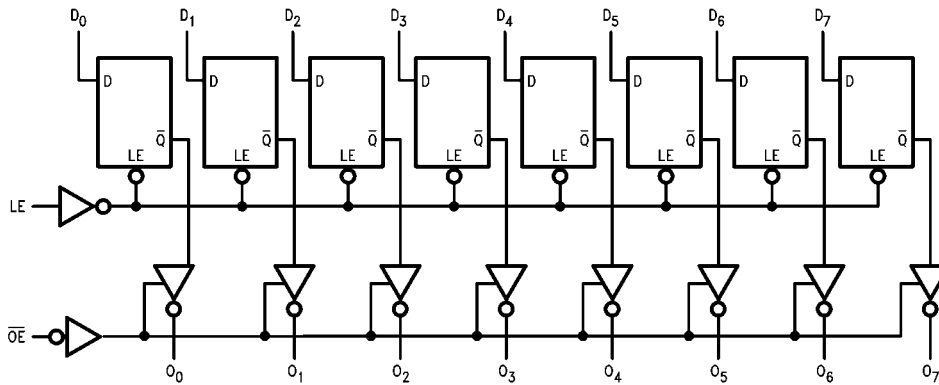 D₀ D₁ D₂ D₃ D₄ D₅ D₆ D₇
D D D D D D D D
Q̅ Q̅ Q̅ Q̅ Q̅ Q̅ Q̅ Q̅
LE LE LE LE LE LE LE LE
LE
O̅E̅
O₀ O₁ O₂ O₃ O₄ O₅ O₆ O₇